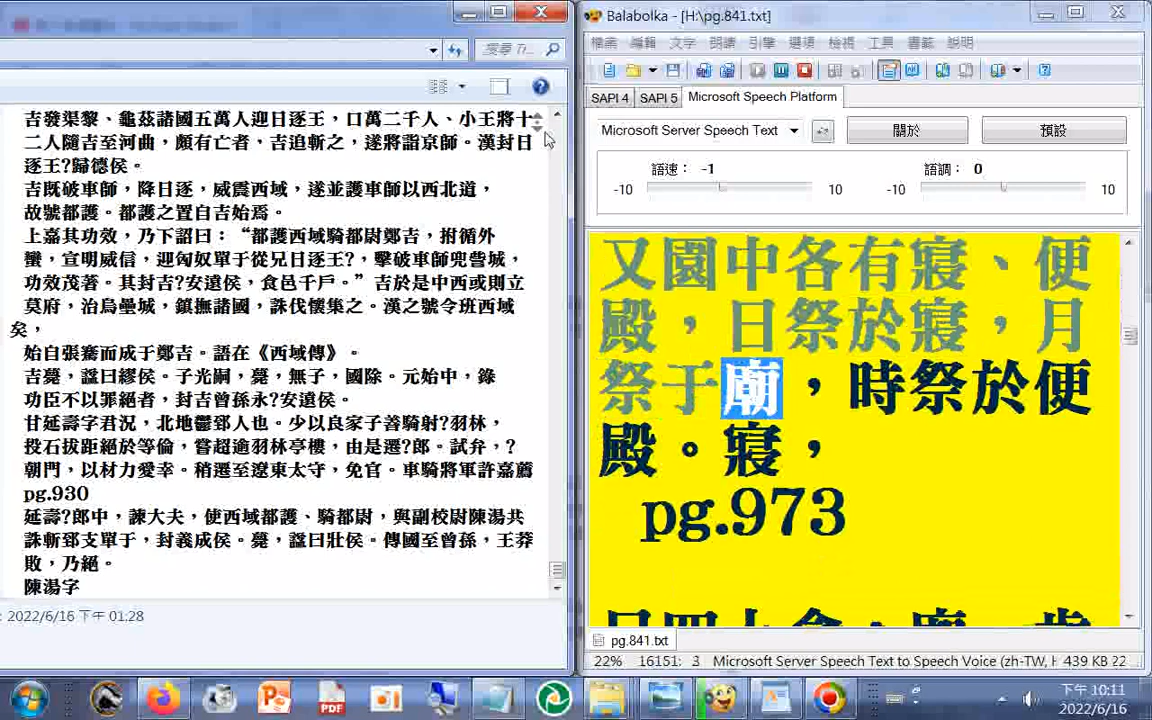 搜尋 Ti...
吉發渠黎、龜茲諸國五萬人迎日逐王，口萬二千人、小王將十
二人隨吉至河曲，頗有亡者，吉追斬之，遂將詣京師。漢封日
逐王?歸德侯。
吉既破車師，降日逐，威震西域，遂並護車師以西北道，
故號都護。都護之置自吉始焉。
上嘉其功效，乃下詔曰：“都護西域騎都尉鄭吉，拊循外
蠻，宣明威信，迎匈奴單于從兄日逐王?，擊破車師兜訾城，
功效茂著。其封吉?安遠侯，食邑千戶。”吉於是中西或則立
莫府，治烏壘城，鎮撫諸國，誅伐懷集之。漢之號令班西域
矣，
始自張騫而成于鄭吉。語在《西域傳》。
吉薨，諡曰繆侯。子光嗣，薨，無子，國除。元始中，錄
功臣不以罪絕者，封吉曾孫永?安遠侯。
甘延壽字君況，北地鬱郅人也。少以良家子善騎射?羽林，
投石拔距絕於等倫，嘗超逾羽林亭樓，由是遷?郎。試弁，?
朝門，以材力愛幸。稍遷至遼東太守，免官。車騎將軍許嘉薦
pg.930
延壽?郎中，諫大夫，使西域都護、騎都尉，與副校尉陳湯共
誅斬郅支單于，封義成侯。薨，諡曰壯侯。傳國至曾孫，王莽
敗，乃絕。
陳湯字
: 2022/6/16 下午 01:28
Balabolka - [H:\pg.841.txt]
檔案 編輯 文字 朗讀 引擎 選項 檢視 工具 書籤 說明
SAPI 4 SAPI 5 Microsoft Speech Platform
Microsoft Server Speech Text 關於 預設
語速： -1 語調： 0
-10 10 -10 10
又園中各有寢、便
殿，日祭於寢，月
祭于廟，時祭於便
殿。寢，
pg.973
pg.841.txt
22% 16151: 3 Microsoft Server Speech Text to Speech Voice (zh-TW, H 439 KB 22
下午 10:11
2022/6/16